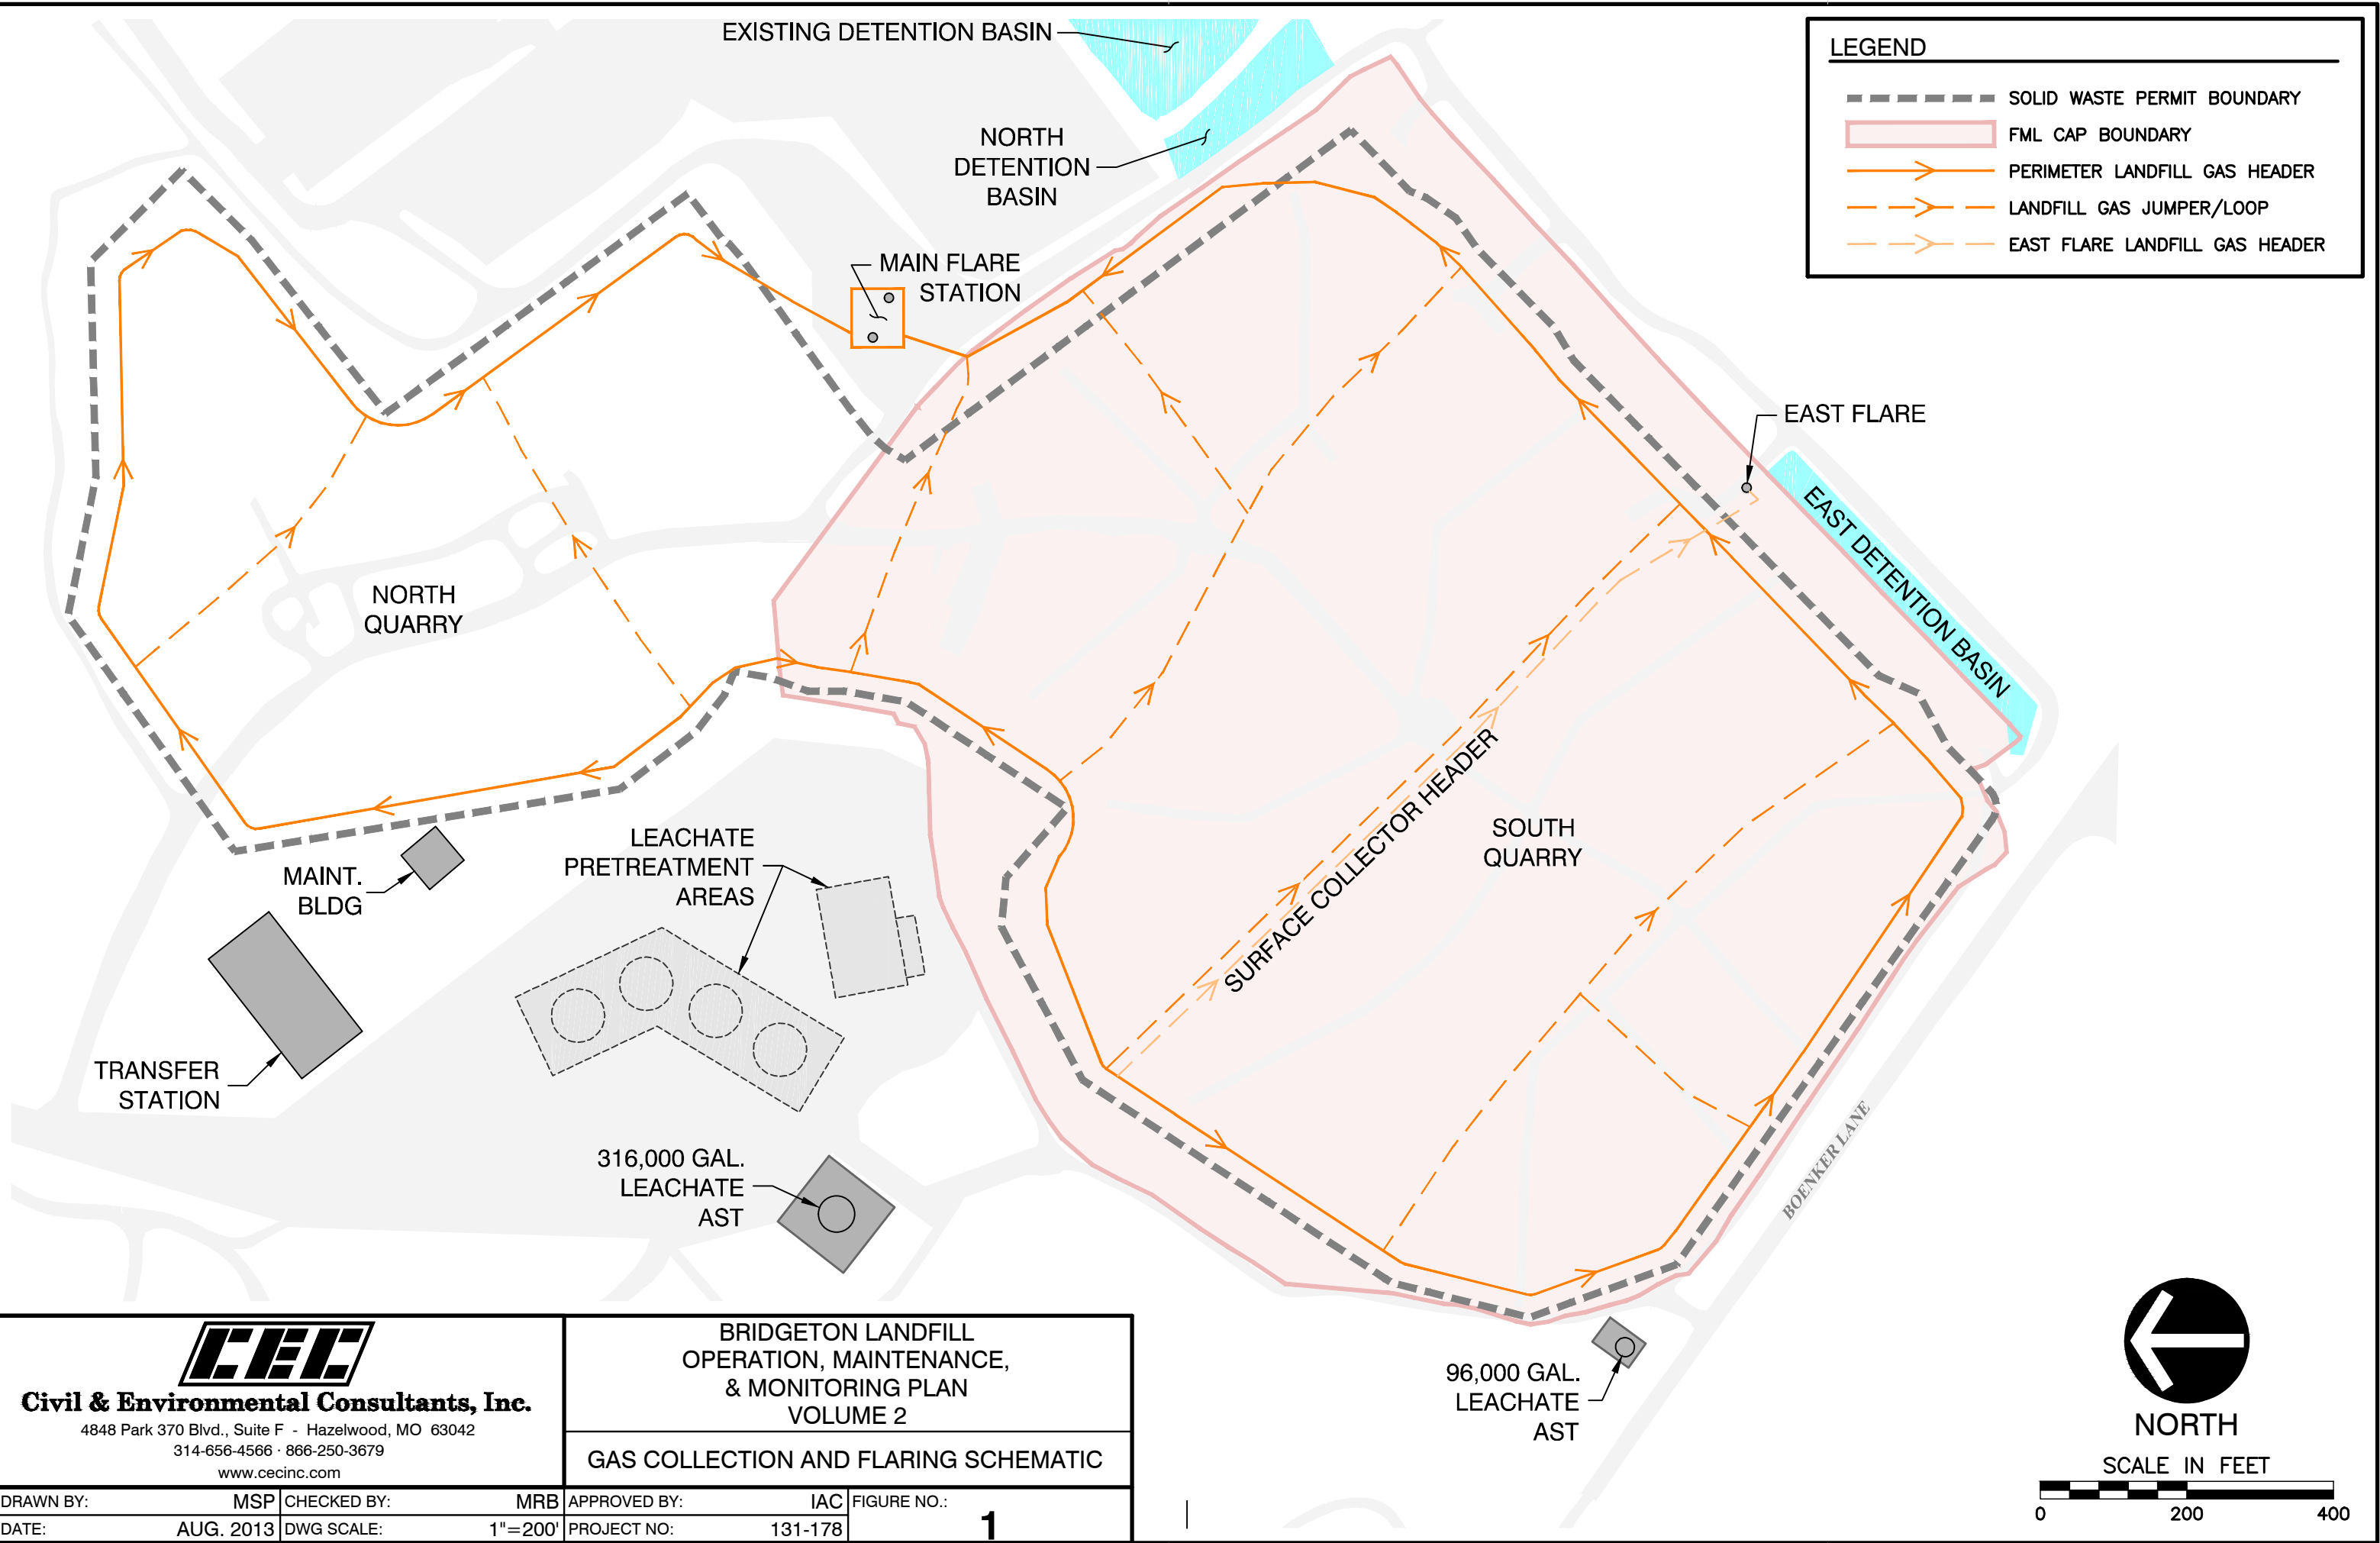 EXISTING DETENTION BASIN
NORTH
DETENTION
BASIN
MAIN FLARE
STATION
LEGEND
SOLID WASTE PERMIT BOUNDARY
FML CAP BOUNDARY
PERIMETER LANDFILL GAS HEADER
LANDFILL GAS JUMPER/LOOP
EAST FLARE LANDFILL GAS HEADER
EAST FLARE
EAST DETENTION BASIN
NORTH
QUARRY
SURFACE COLLECTOR HEADER
SOUTH
QUARRY
LEACHATE
PRETREATMENT
AREAS
MAINT.
BLDG
TRANSFER
STATION
316,000 GAL.
LEACHATE
AST
BOENKER LANE
96,000 GAL.
LEACHATE
AST
NORTH
SCALE IN FEET
0 200 400
CEC
Civil & Environmental Consultants, Inc.
4848 Park 370 Blvd., Suite F - Hazelwood, MO 63042
314-656-4566 · 866-250-3679
www.cecinc.com
BRIDGETON LANDFILL
OPERATION, MAINTENANCE,
& MONITORING PLAN
VOLUME 2
GAS COLLECTION AND FLARING SCHEMATIC
DRAWN BY: MSP CHECKED BY: MRB APPROVED BY: IAC FIGURE NO.:
DATE: AUG. 2013 DWG SCALE: 1"=200' PROJECT NO: 131-178 1